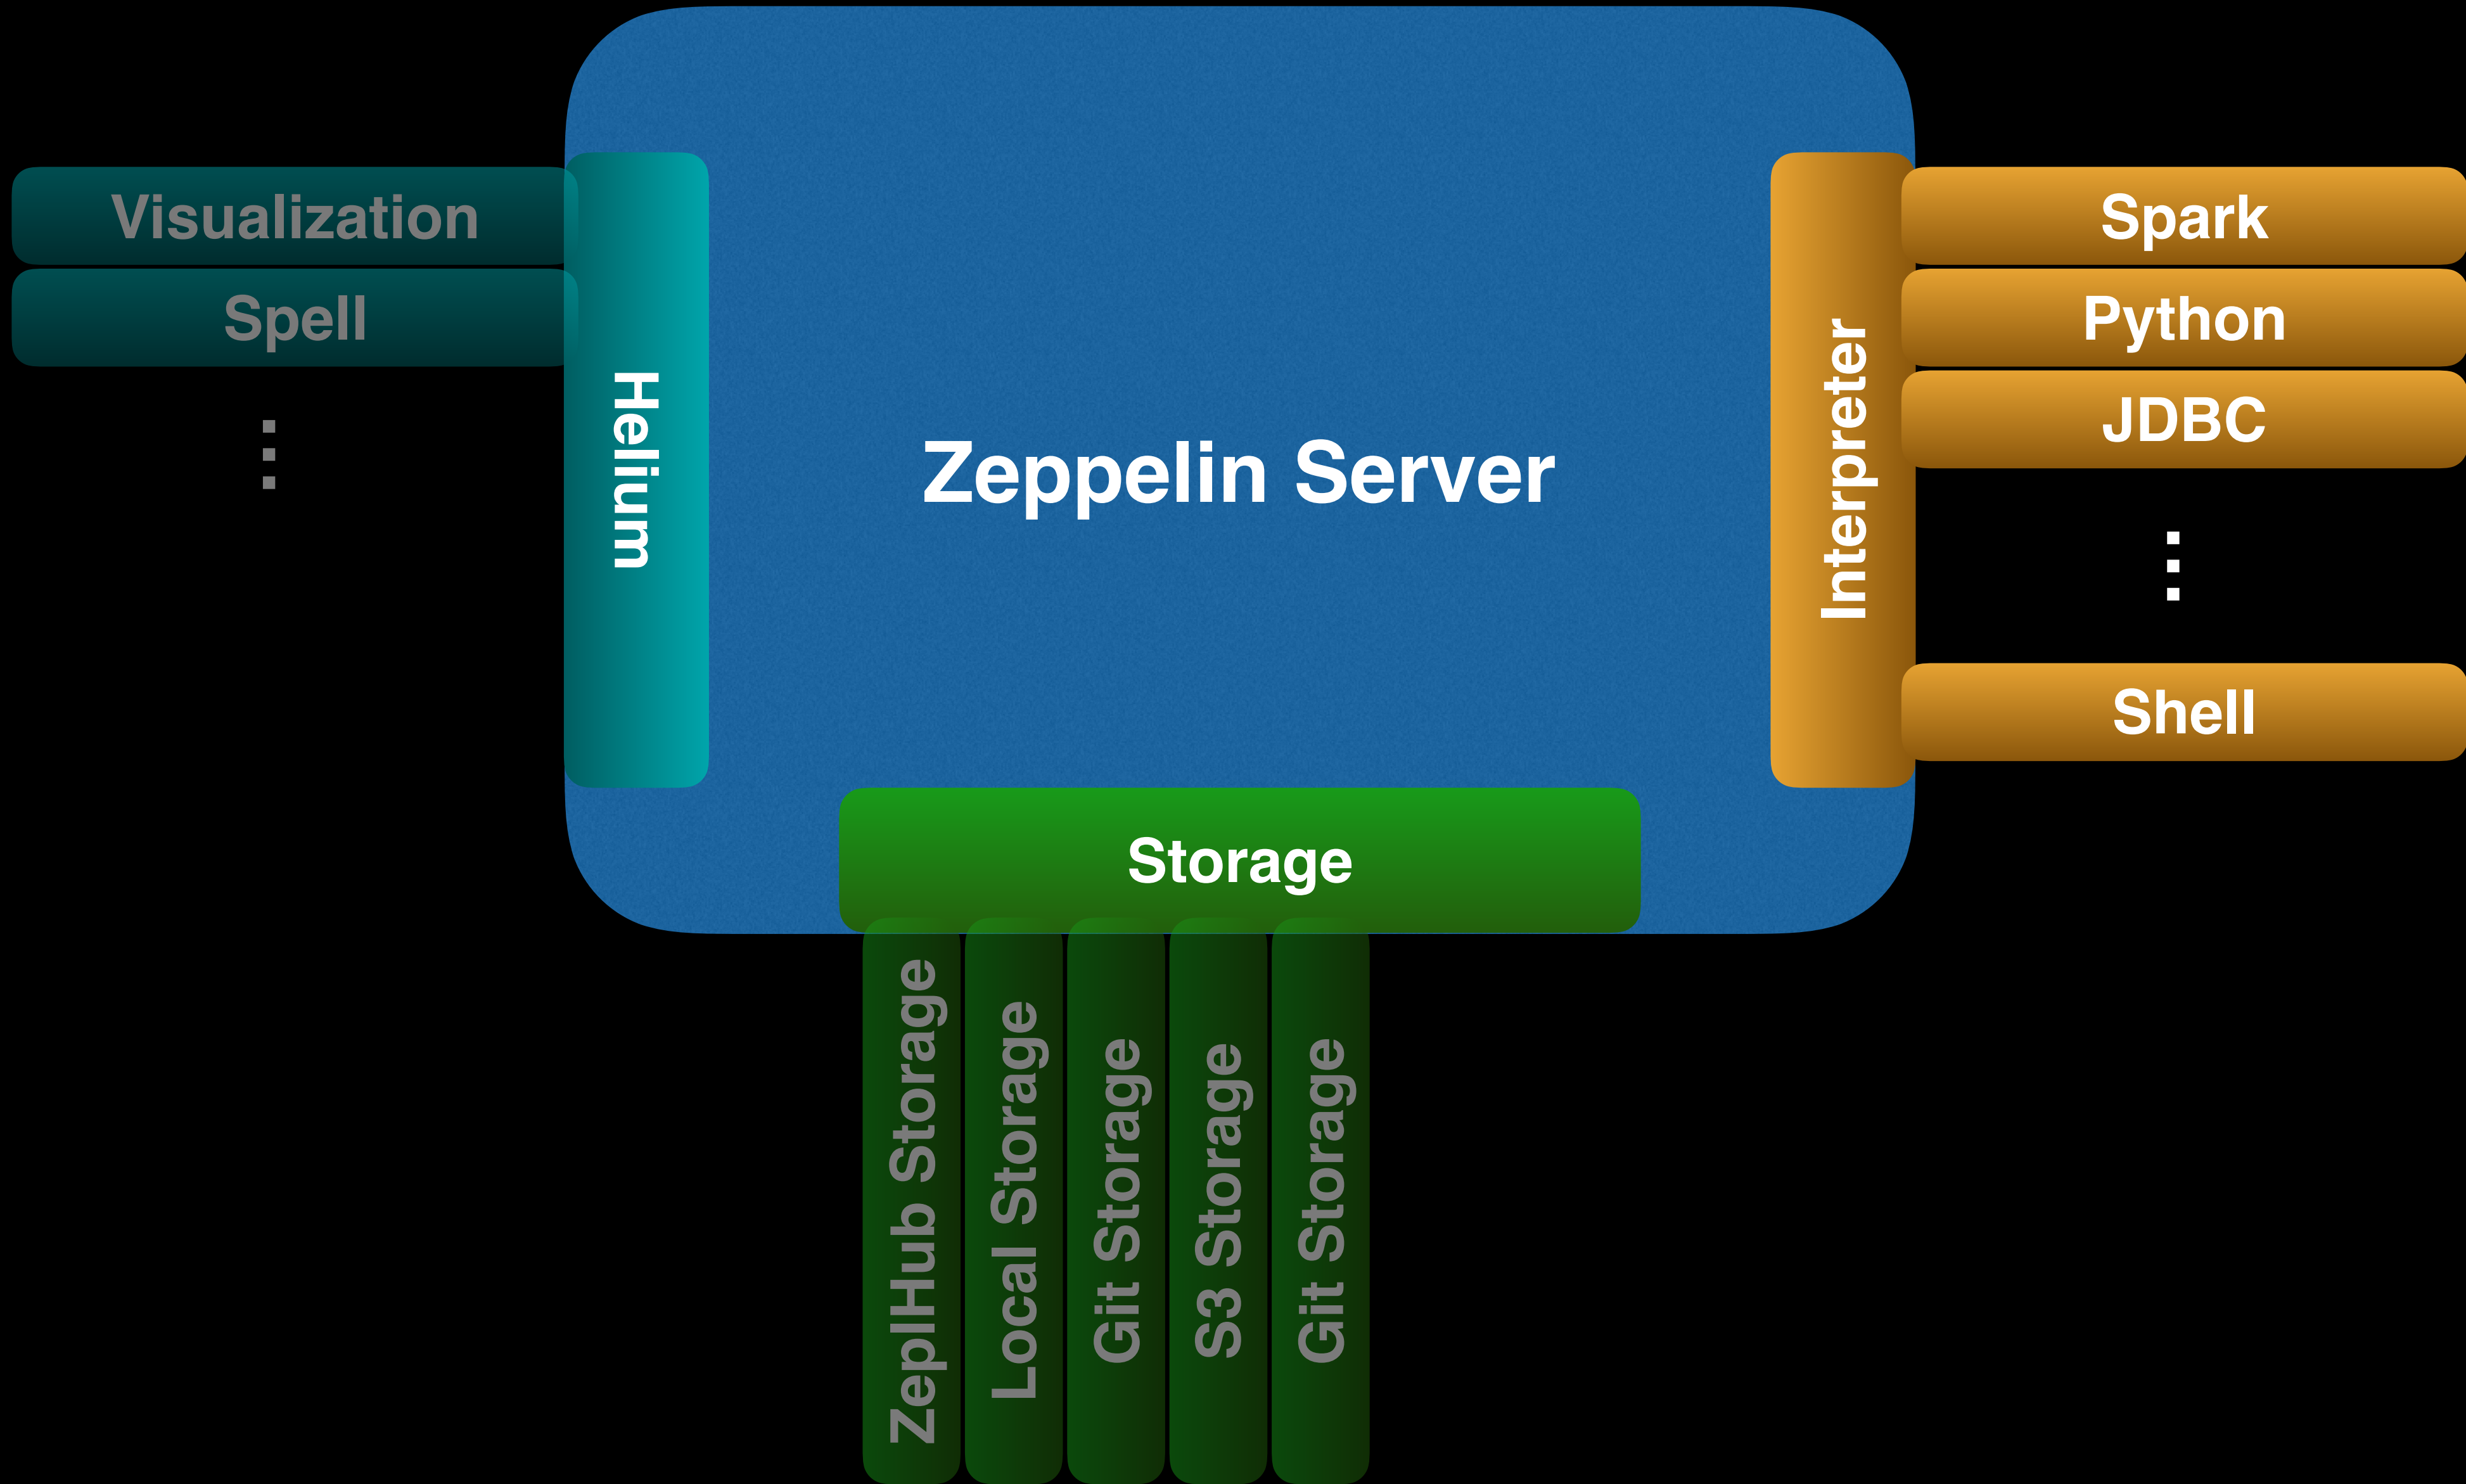 Visualization
Spell
Helium
Zeppelin Server
Interpreter
Spark
Python
JDBC
Shell
Storage
ZeplHub Storage
Local Storage
Git Storage
S3 Storage
Git Storage